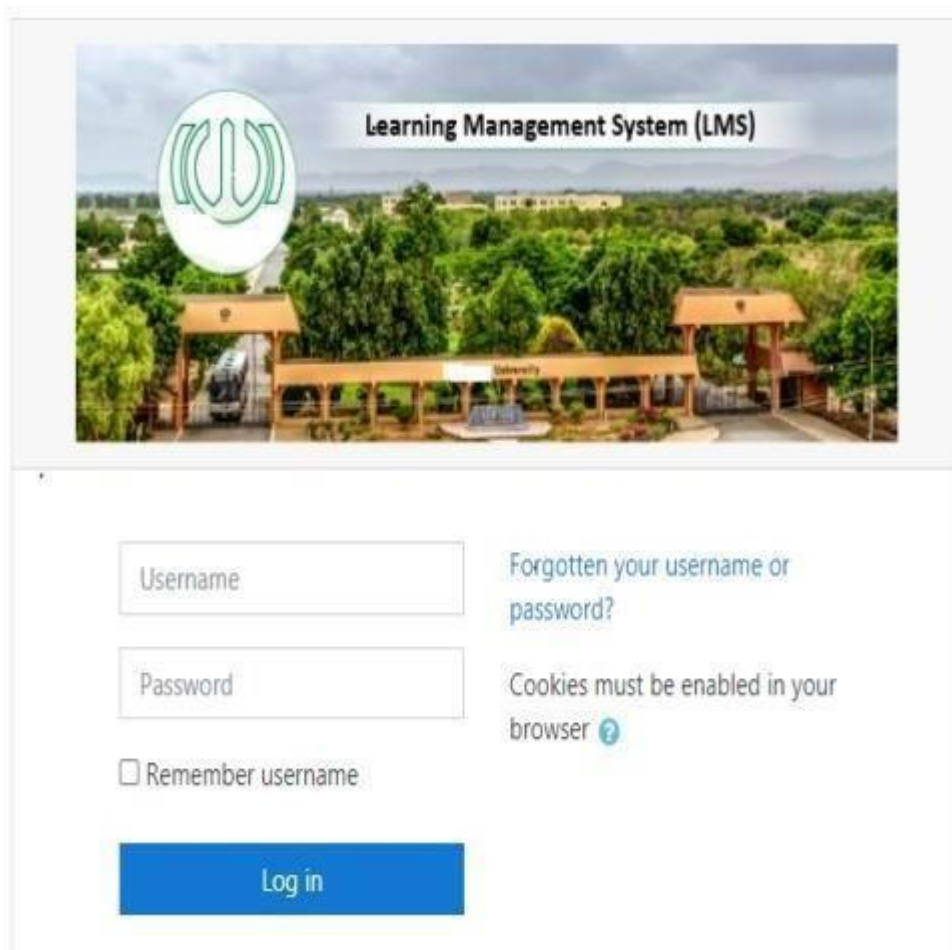 Learning Management System (LMS)
University
Username
Forgotten your username or
password?
Password
Cookies must be enabled in your
browser ?
Remember username
Log in